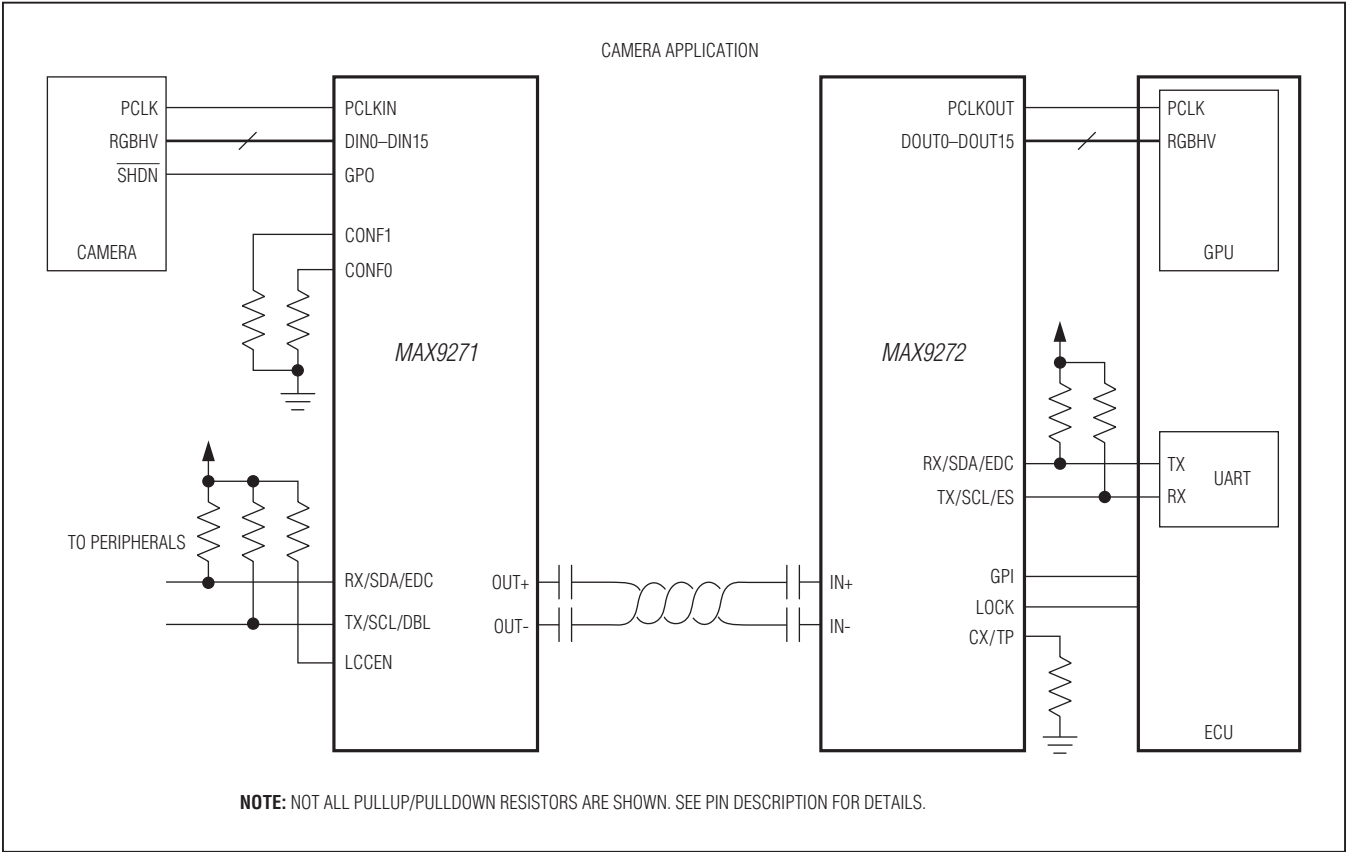 CAMERA APPLICATION
PCLK
RGBHV
SHDN
CAMERA
PCLKIN
DIN0–DIN15
GPO
CONF1
CONF0
MAX9271
TO PERIPHERALS
RX/SDA/EDC
TX/SCL/DBL
LCCEN
OUT+
OUT-
IN+
IN-
MAX9272
PCLKOUT
DOUT0–DOUT15
RX/SDA/EDC
TX/SCL/ES
GPI
LOCK
CX/TP
PCLK
RGBHV
GPU
TX
UART
RX
ECU
NOTE: NOT ALL PULLUP/PULLDOWN RESISTORS ARE SHOWN. SEE PIN DESCRIPTION FOR DETAILS.